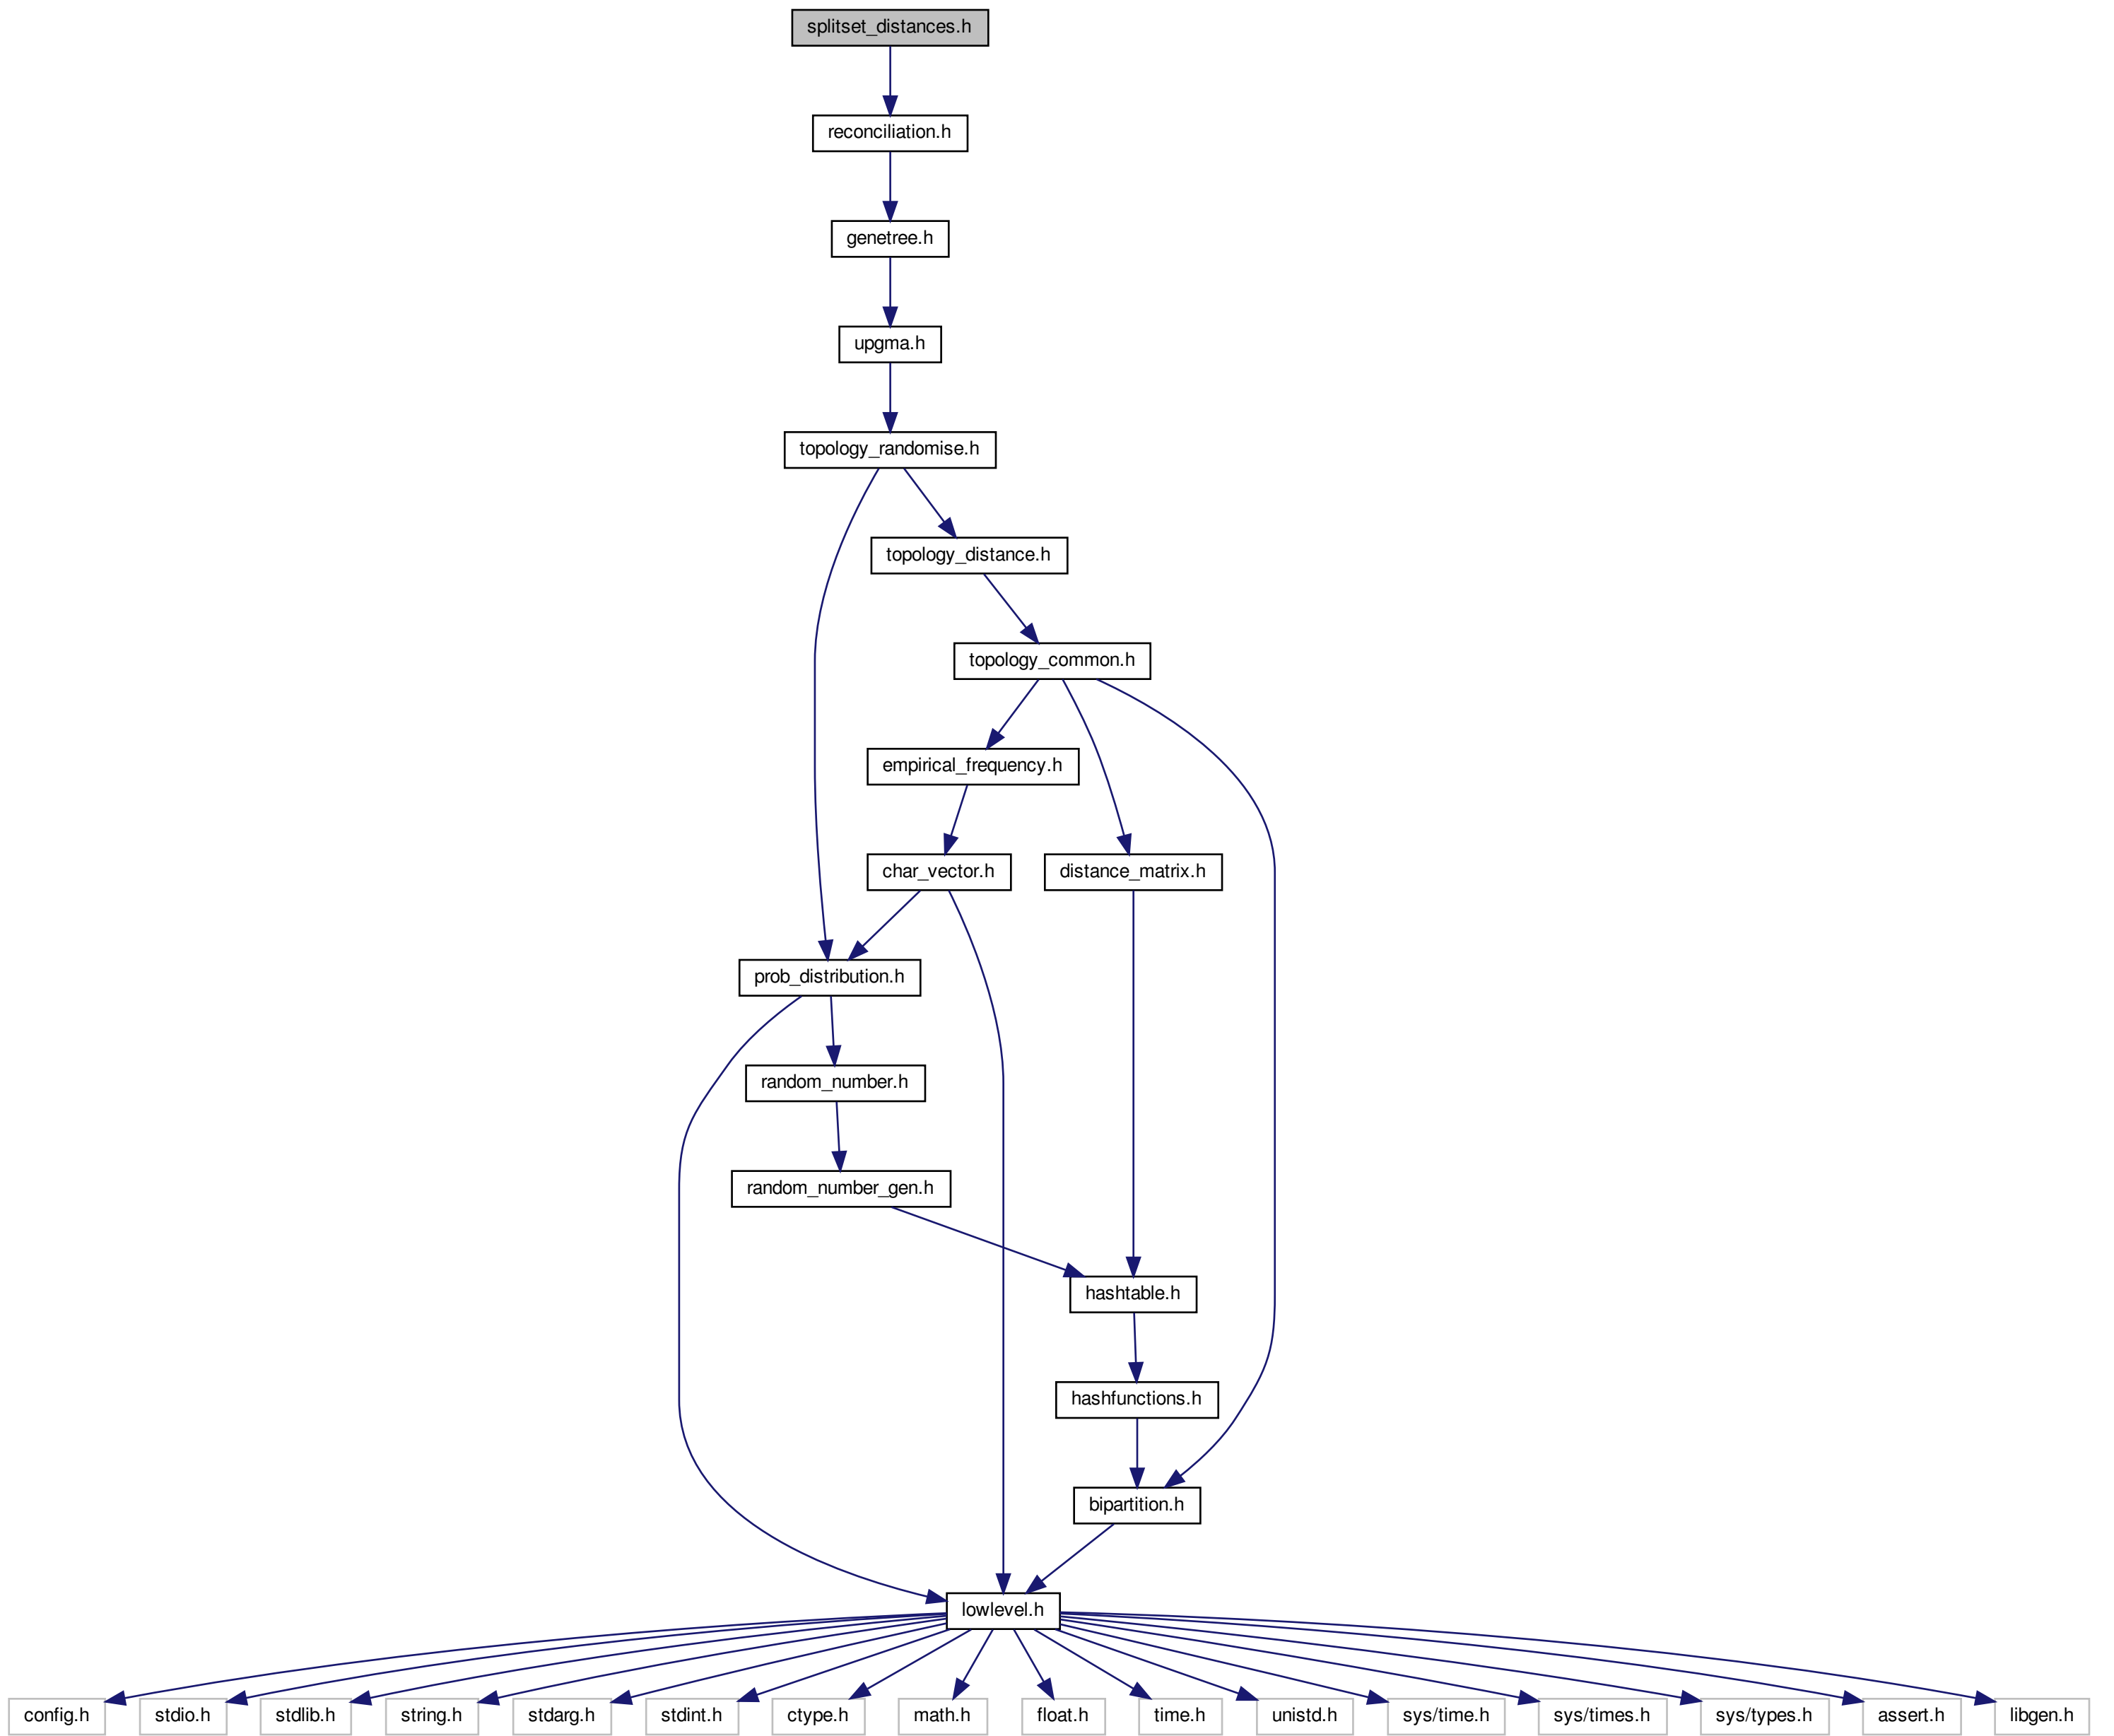 splitset_distances.h
reconciliation.h
genetree.h
upgma.h
topology_randomise.h
topology_distance.h
topology_common.h
empirical_frequency.h
char_vector.h
distance_matrix.h
prob_distribution.h
random_number.h
random_number_gen.h
hashtable.h
hashfunctions.h
bipartition.h
lowlevel.h
config.h
stdio.h
stdlib.h
string.h
stdarg.h
stdint.h
ctype.h
math.h
float.h
time.h
unistd.h
sys/time.h
sys/times.h
sys/types.h
assert.h
libgen.h